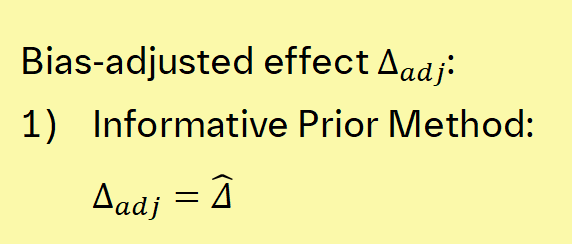 Bias-adjusted effect Δ_adj:
1) Informative Prior Method:
Δ_adj = Δ̂